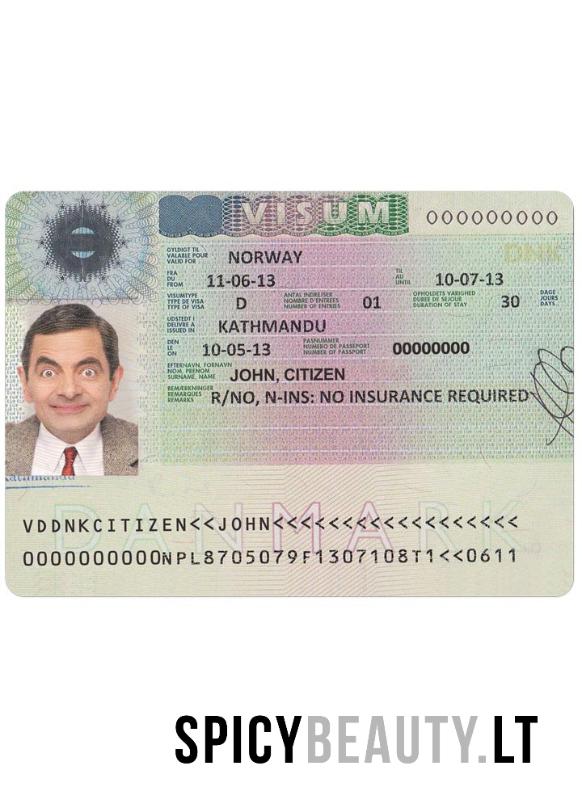 VISUM 000000000
DNK
GYLDIGT TIL
VALABLE POUR
VALID FOR
NORWAY
FRA
DU
FROM
11-06-13
TIL
AU
UNTIL
10-07-13
VISUMTYPE
TYPE DE VISA
TYPE OF VISA
D
ANTAL INDREJSER
NOMBRE D'ENTREES
NUMBER OF ENTRIES
01
OPHOLDETS VARIGHED
DUREE DE SEJOUR
DURATION OF STAY
30
DAGE
JOURS
DAYS
UDSTEDT I
DELIVRE A
ISSUED IN
KATHMANDU
DEN
LE
ON
10-05-13
PASNUMMER
NUMERO DE PASSEPORT
NUMBER OF PASSPORT
00000000
EFTERNAVN, FORNAVN
NOM, PRENOM
SURNAME, NAME
JOHN, CITIZEN
BEMÆRKNINGER
REMARQUES
REMARKS
R/NO, N-INS: NO INSURANCE REQUIRED
DANMARK
VDDNKCITIZEN<<JOHN<<<<<<<<<<<<<<<<<<
0000000000NPL8705079F1307108T1<<0611
SPICYBEAUTY.LT